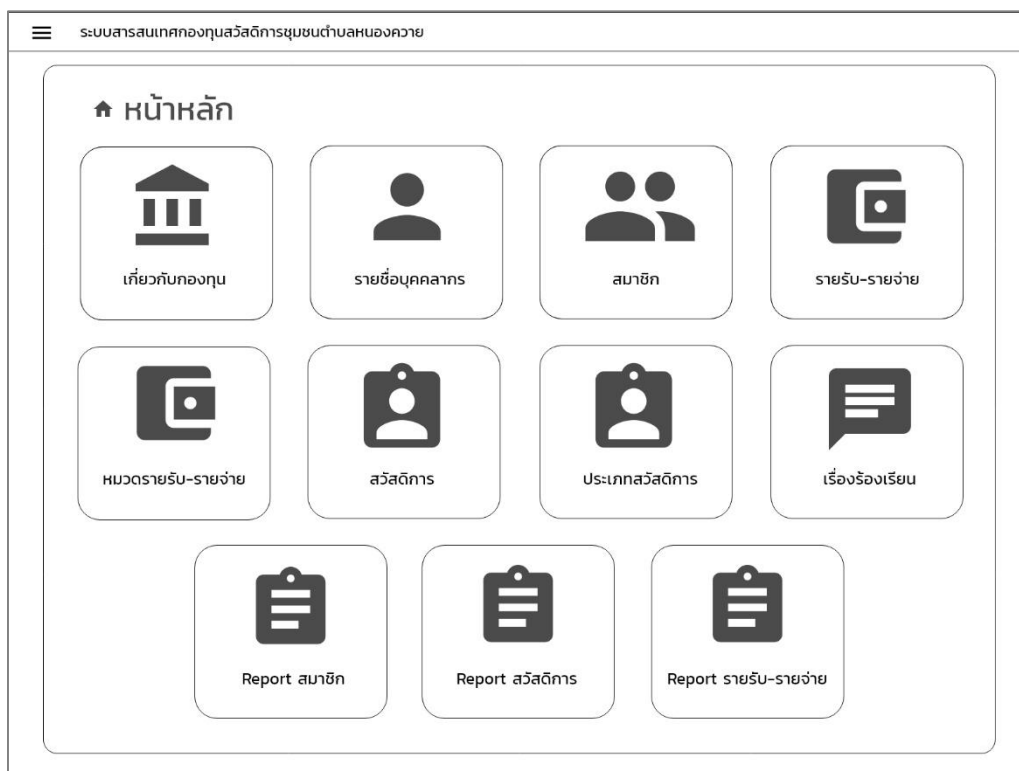 ระบบสารสนเทศกองทุนสวัสดิการชุมชนตำบลหนองควาย
หน้าหลัก
เกี่ยวกับกองทุน
รายชื่อบุคคลากร
สมาชิก
รายรับ-รายจ่าย
หมวดรายรับ-รายจ่าย
สวัสดิการ
ประเภทสวัสดิการ
เรื่องร้องเรียน
Report สมาชิก
Report สวัสดิการ
Report รายรับ-รายจ่าย